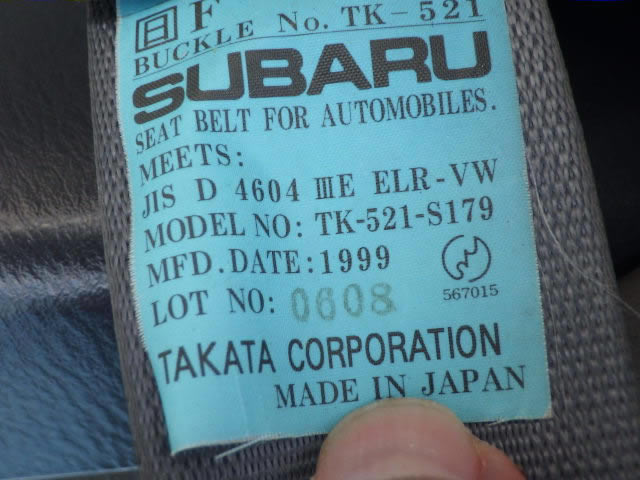 日 F
BUCKLE No. TK-521
SUBARU
SEAT BELT FOR AUTOMOBILES.
MEETS:
JIS D 4604 ⅢE ELR-VW
MODEL NO: TK-521-S179
MFD. DATE: 1999
LOT NO: 0608
567015
TAKATA CORPORATION
MADE IN JAPAN